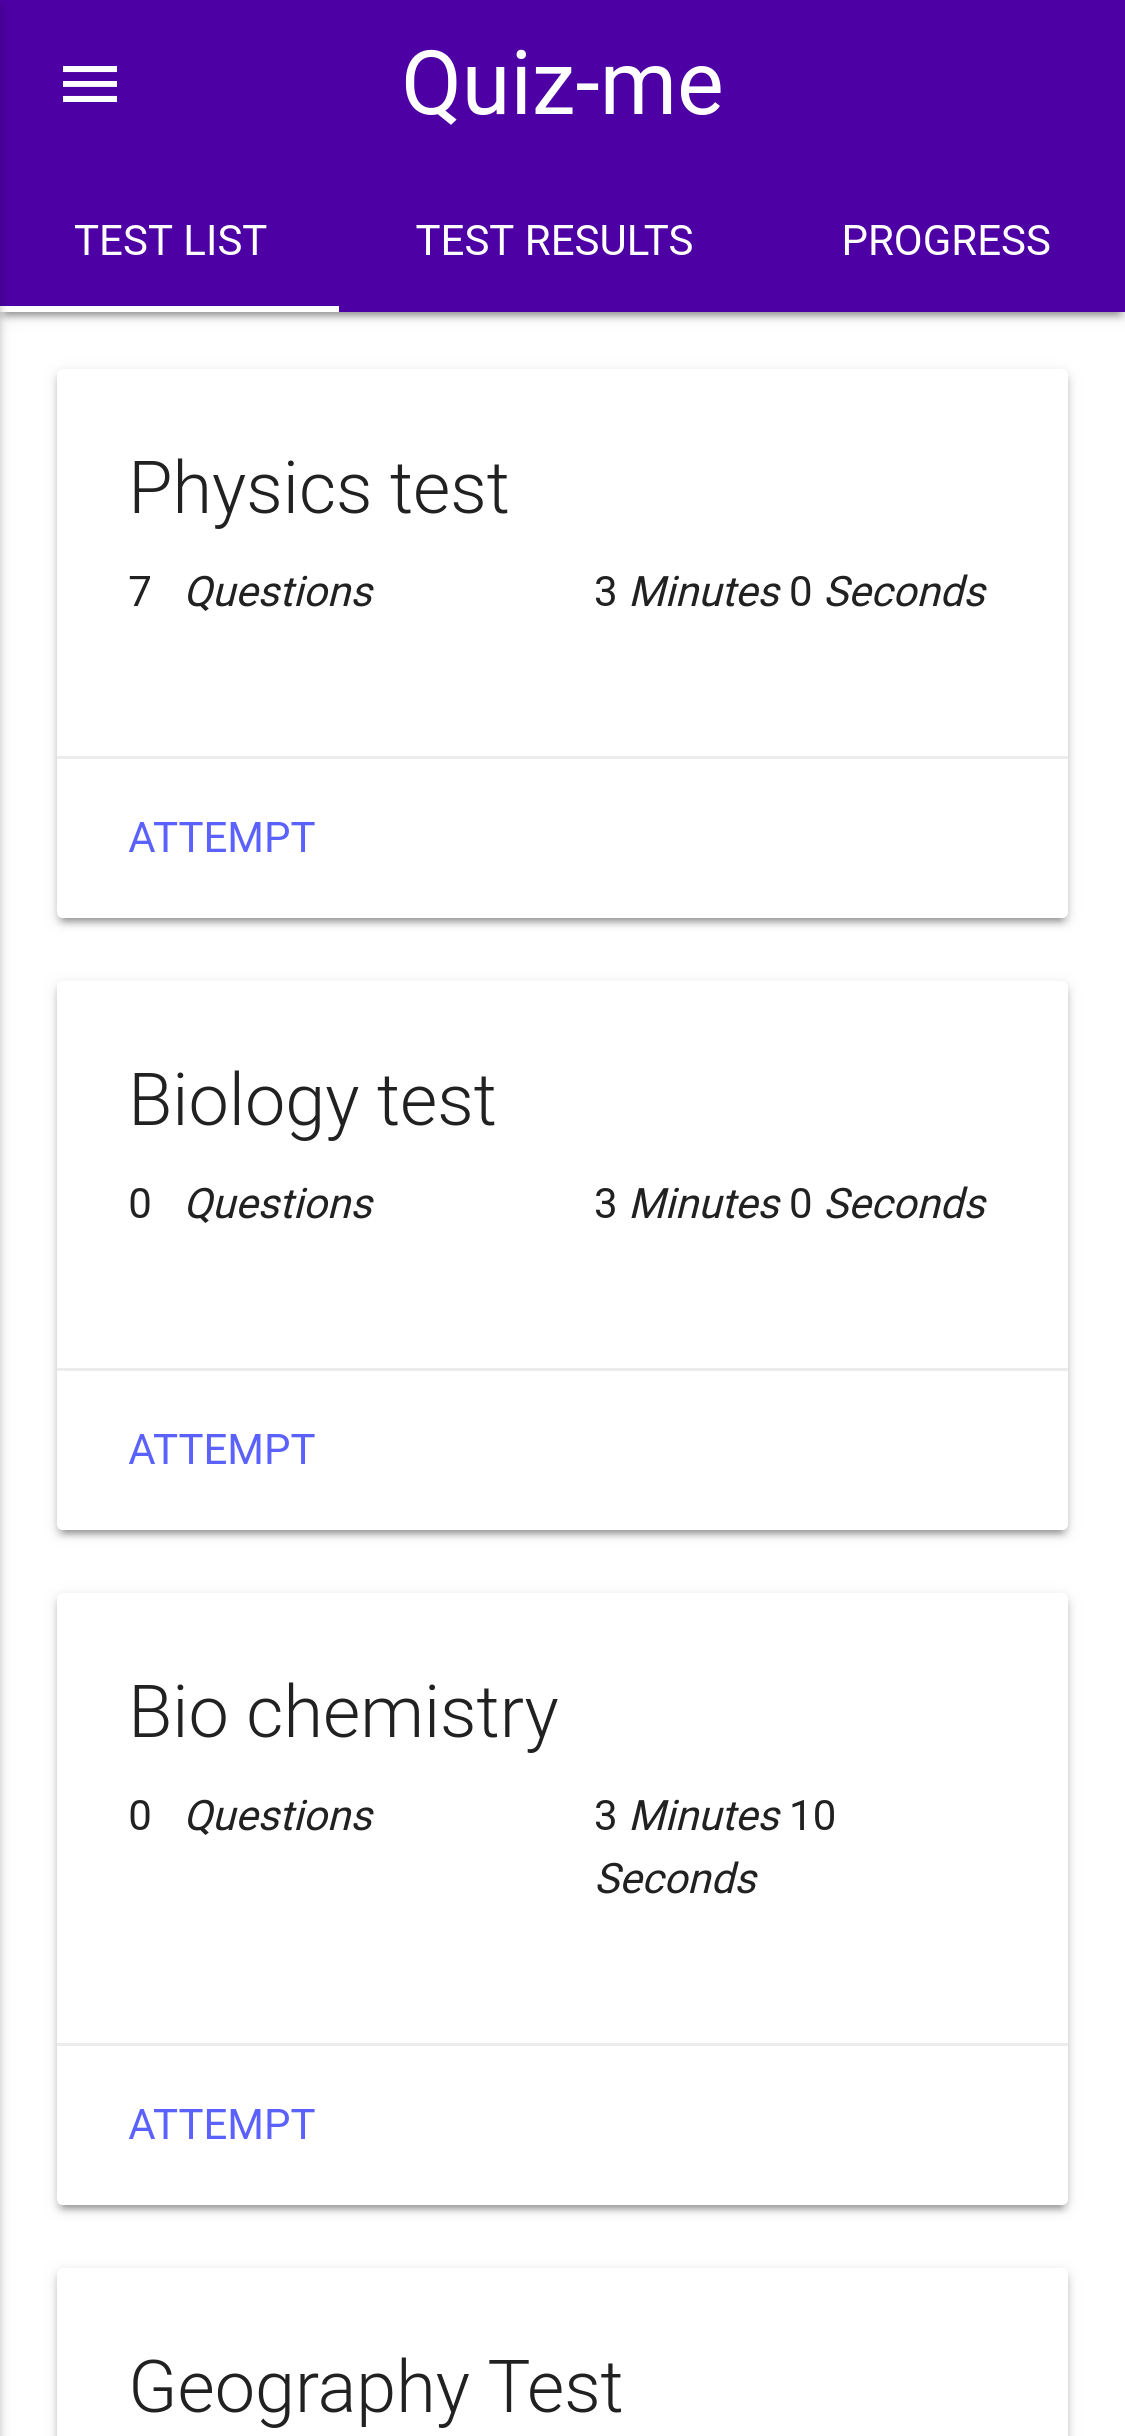 Quiz-me
TEST LIST TEST RESULTS PROGRESS
Physics test
7 Questions 3 Minutes 0 Seconds
ATTEMPT
Biology test
0 Questions 3 Minutes 0 Seconds
ATTEMPT
Bio chemistry
0 Questions 3 Minutes 10
Seconds
ATTEMPT
Geography Test